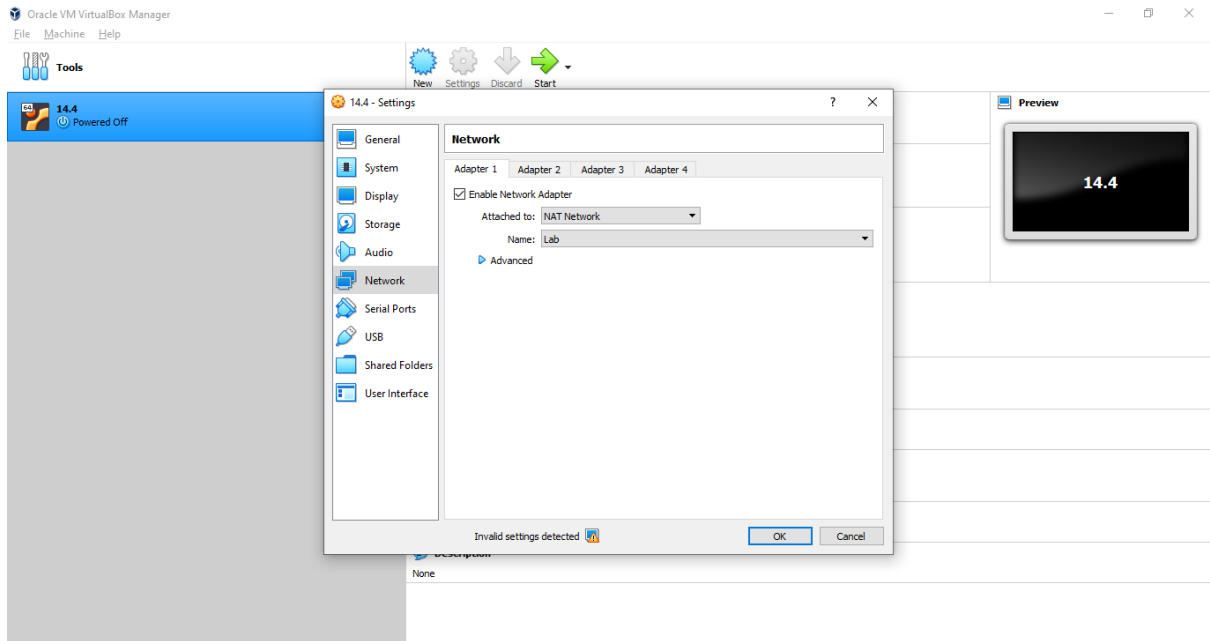 Oracle VM VirtualBox Manager
File Machine Help
Tools
New Settings Discard Start
64
14.4
Powered Off
14.4 - Settings
?
General
System
Display
Storage
Audio
Network
Serial Ports
USB
Shared Folders
User Interface
Network
Adapter 1 Adapter 2 Adapter 3 Adapter 4
Enable Network Adapter
Attached to: NAT Network
Name: Lab
Advanced
Invalid settings detected
OK Cancel
Preview
14.4
Description
None